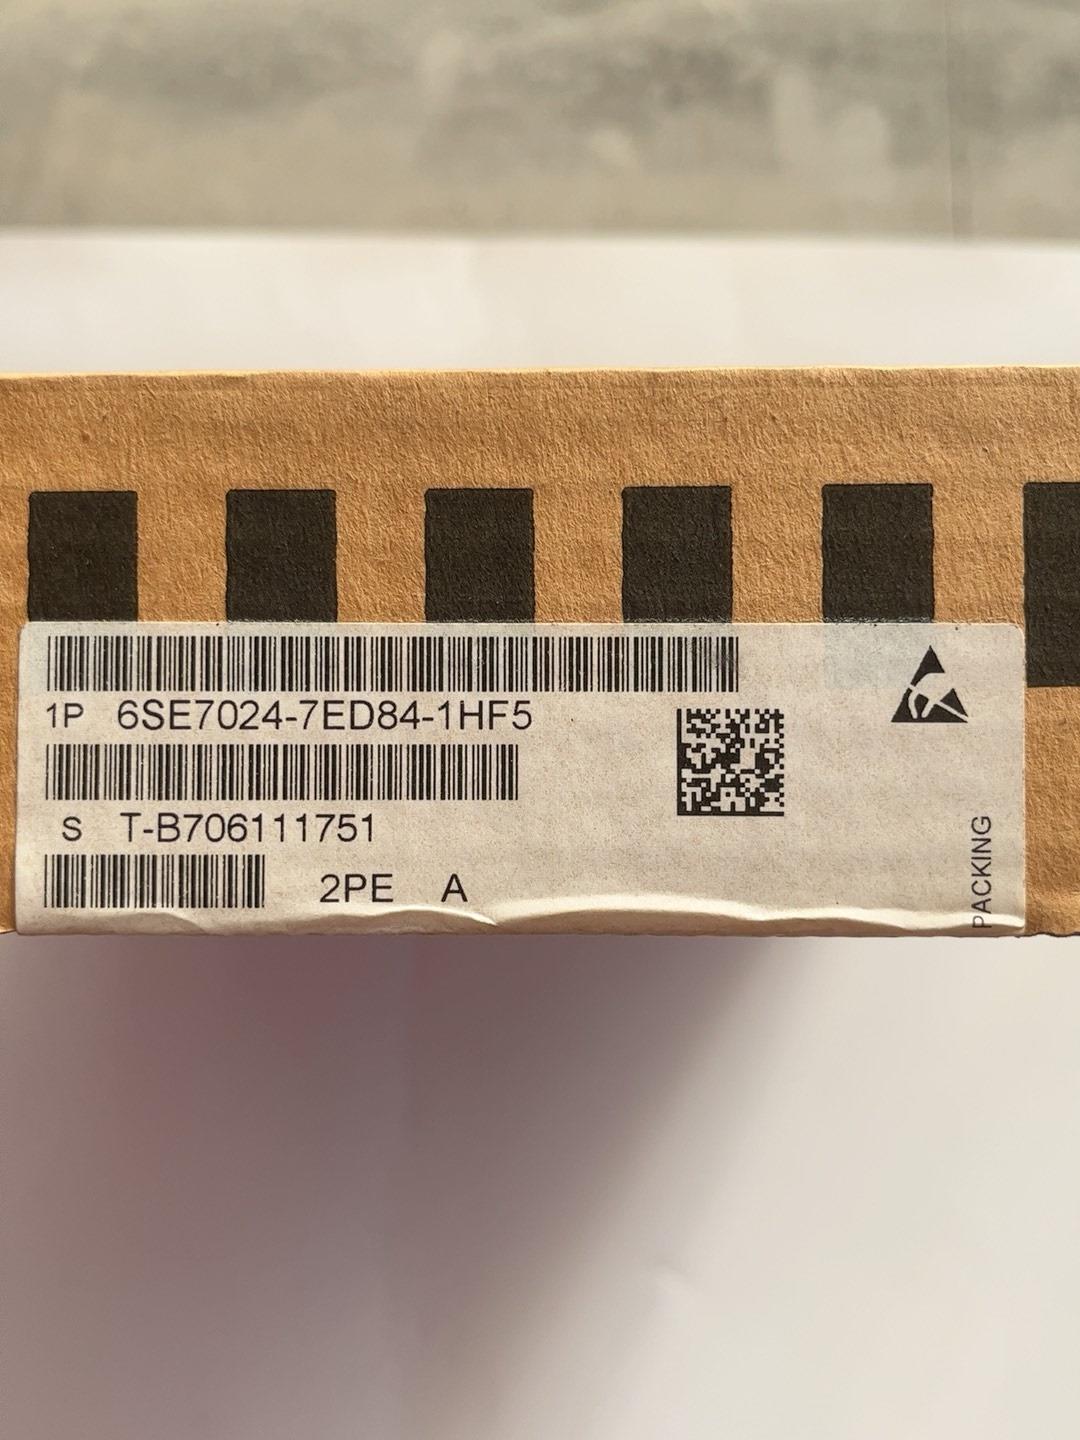 1P 6SE7024-7ED84-1HF5
S T-B706111751
2PE A
PACKING